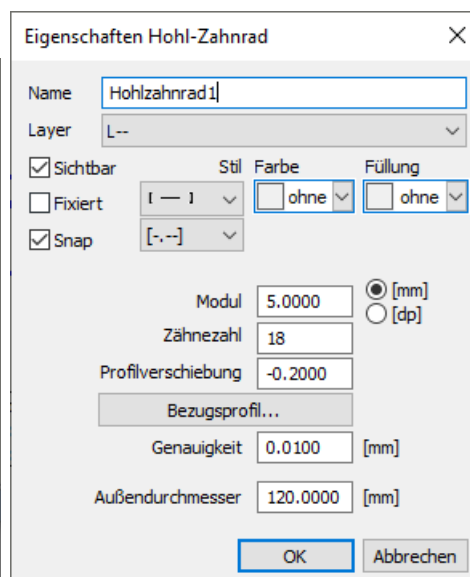 Eigenschaften Hohl-Zahnrad
Name Hohlzahnrad1
Layer L--
Sichtbar Stil Farbe Füllung
Fixiert [ — ] ohne ohne
Snap [-.--]
Modul 5.0000 [mm]
[dp]
Zähnezahl 18
Profilverschiebung -0.2000
Bezugsprofil...
Genauigkeit 0.0100 [mm]
Außendurchmesser 120.0000 [mm]
OK Abbrechen